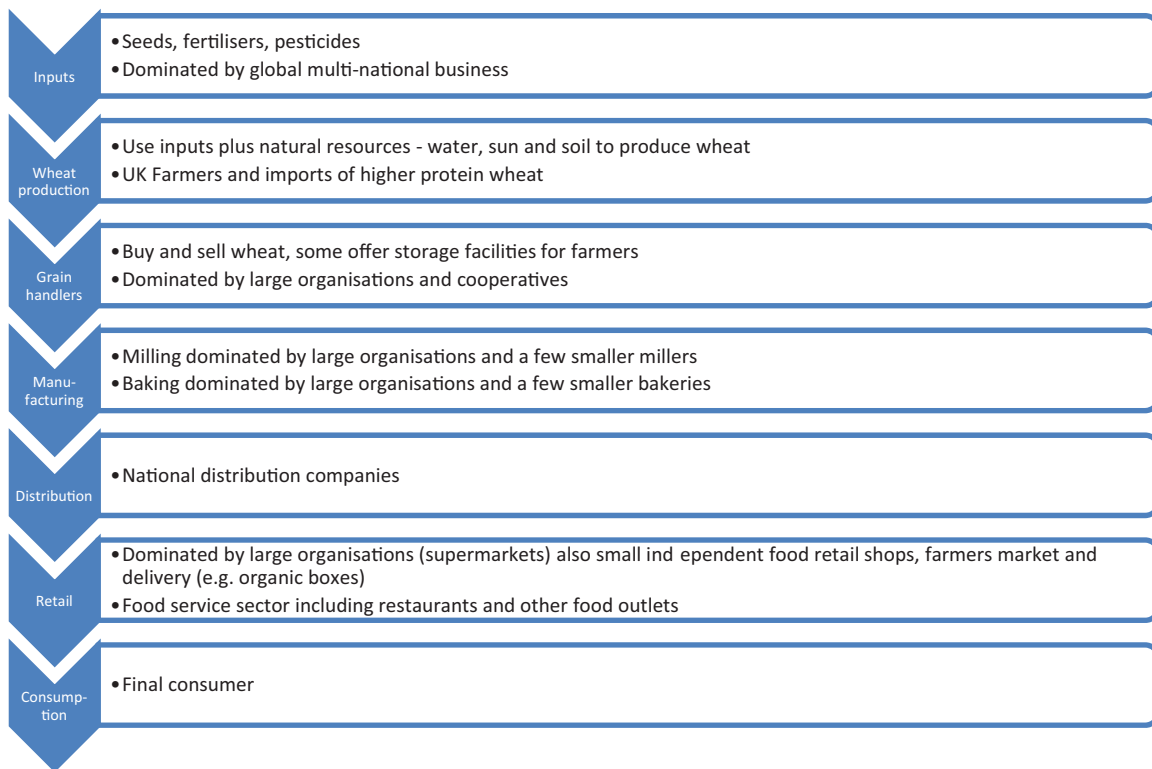 Inputs
•Seeds, fertilisers, pesticides
•Dominated by global multi-national business
Wheat
production
•Use inputs plus natural resources - water, sun and soil to produce wheat
•UK Farmers and imports of higher protein wheat
Grain
handlers
•Buy and sell wheat, some offer storage facilities for farmers
•Dominated by large organisations and cooperatives
Manu-
facturing
•Milling dominated by large organisations and a few smaller millers
•Baking dominated by large organisations and a few smaller bakeries
Distribution
•National distribution companies
Retail
•Dominated by large organisations (supermarkets) also small ind ependent food retail shops, farmers market and
delivery (e.g. organic boxes)
•Food service sector including restaurants and other food outlets
Consump-
tion
•Final consumer